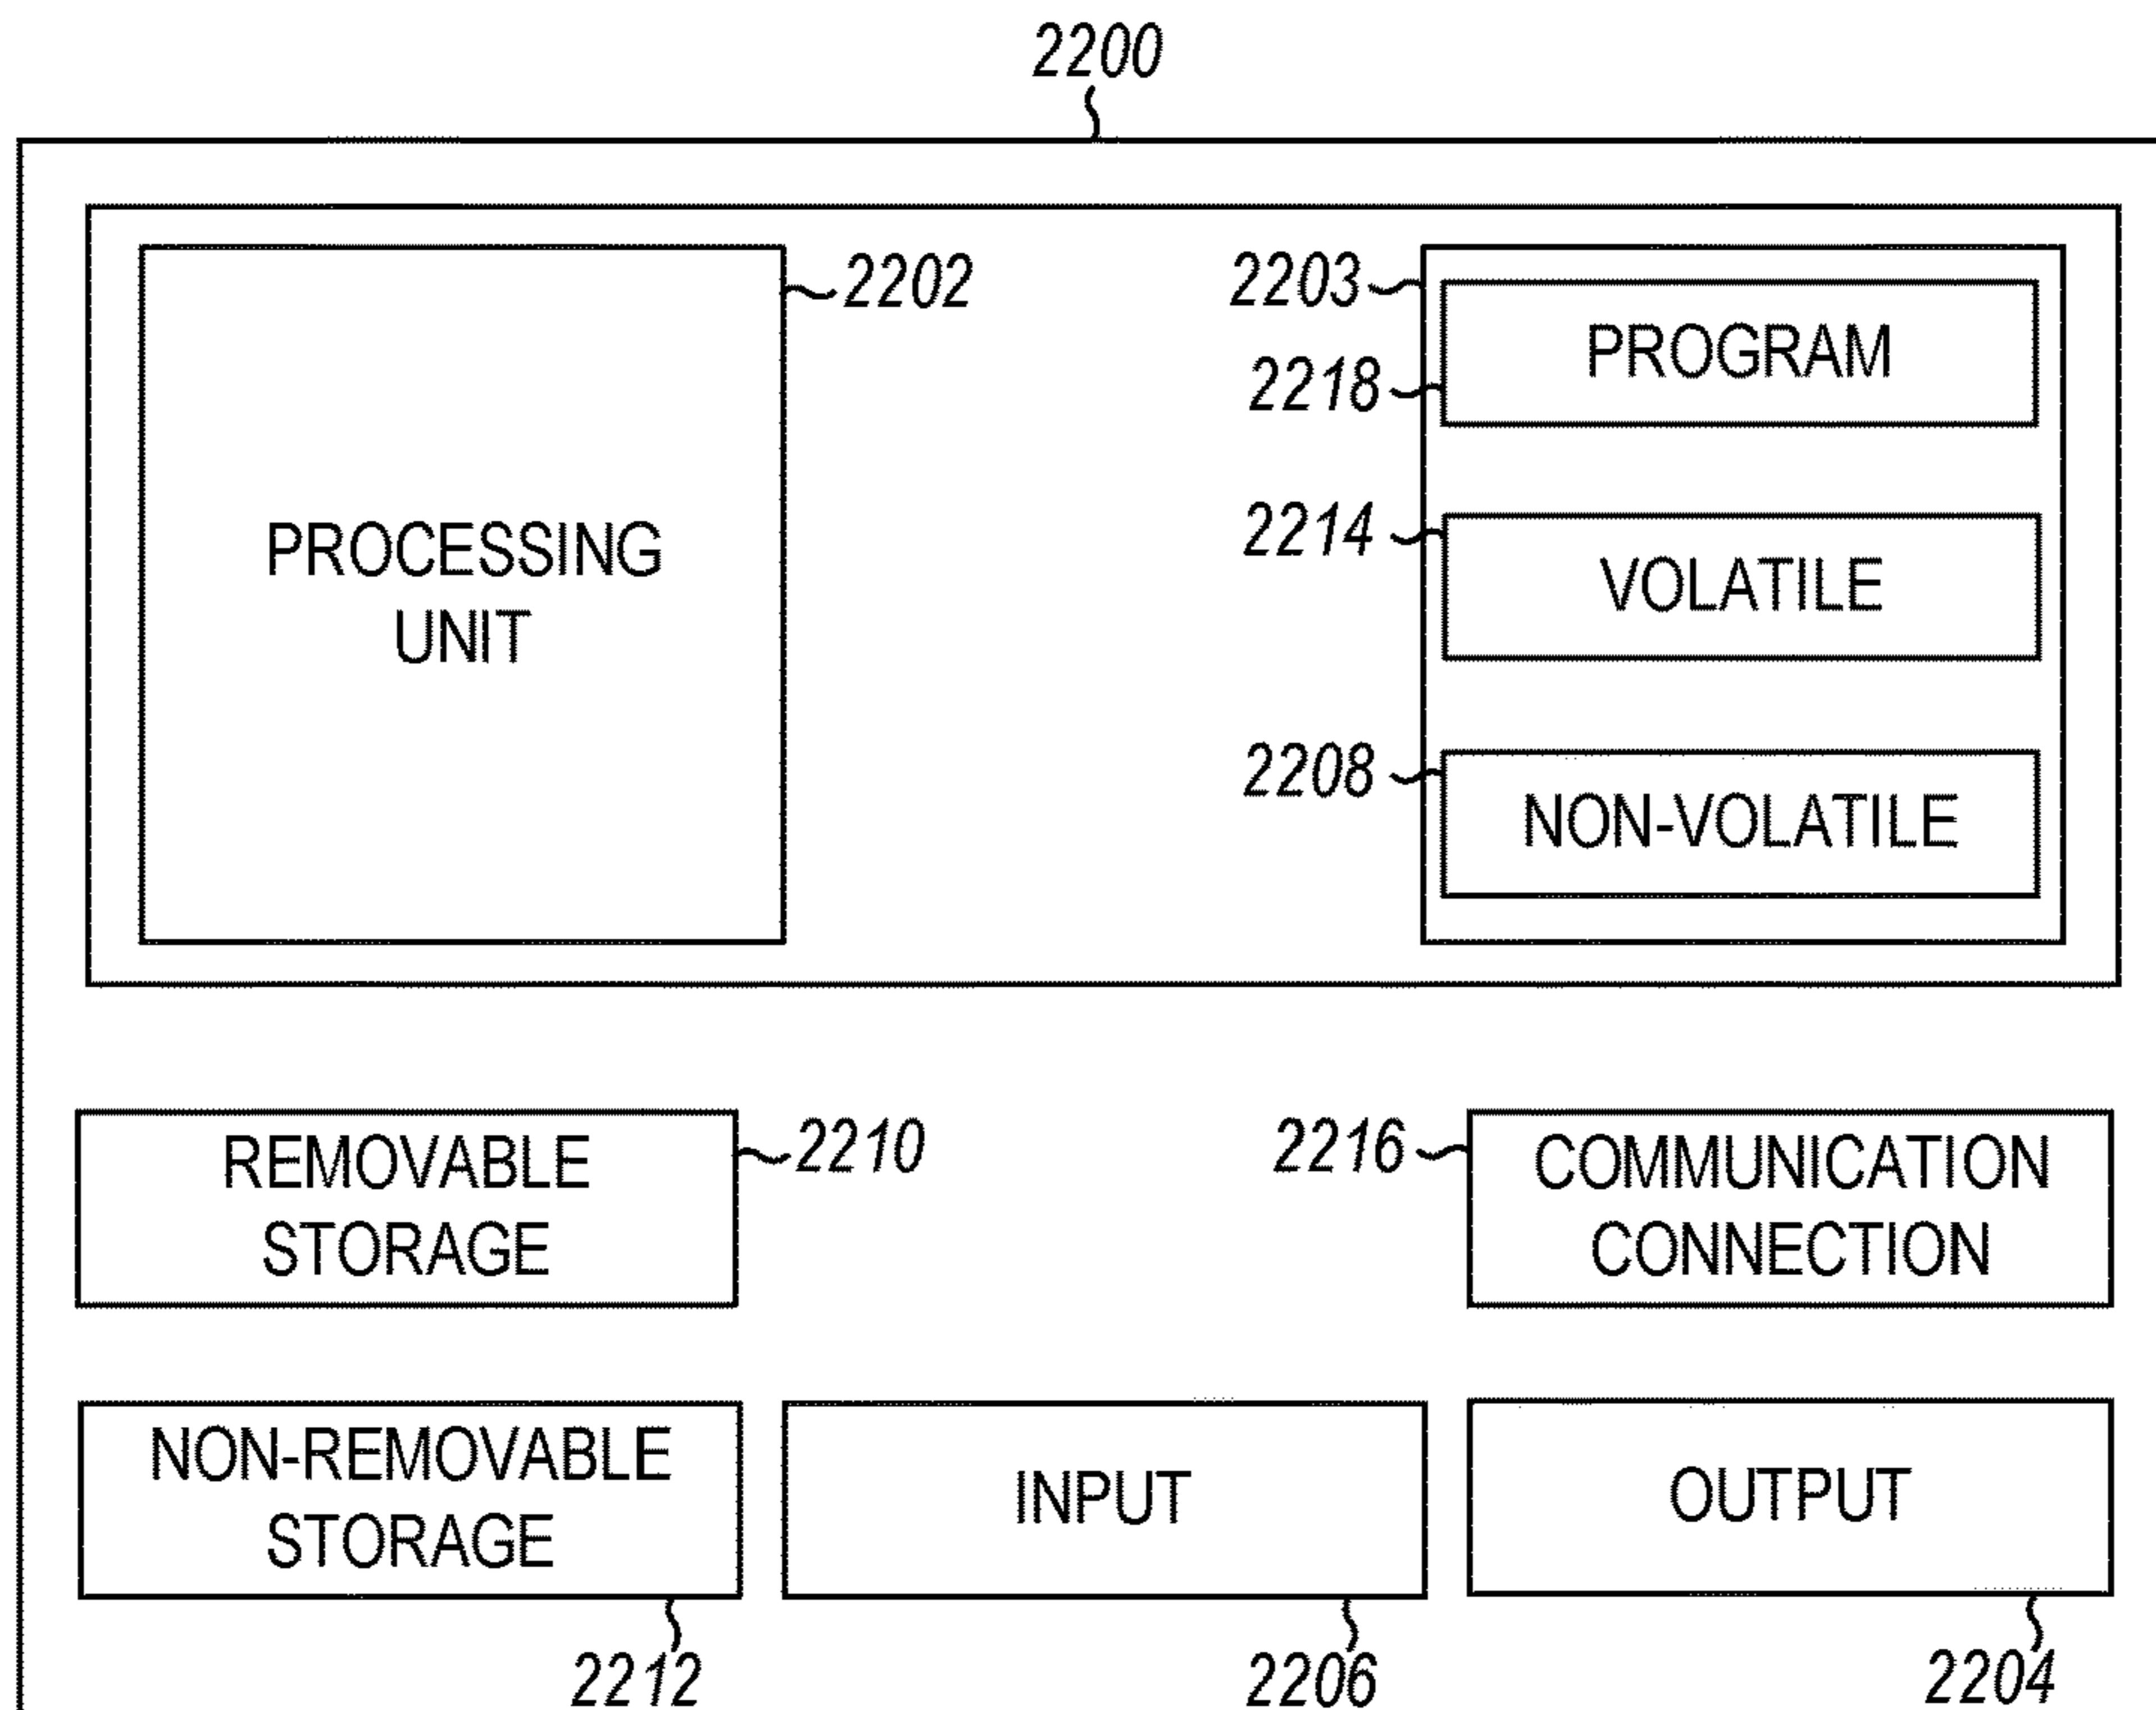 2200
2202
2203
PROGRAM
2218
2214
VOLATILE
PROCESSING
UNIT
2208
NON-VOLATILE
REMOVABLE
STORAGE
2210
2216
COMMUNICATION
CONNECTION
NON-REMOVABLE
STORAGE
INPUT
OUTPUT
2212
2206
2204